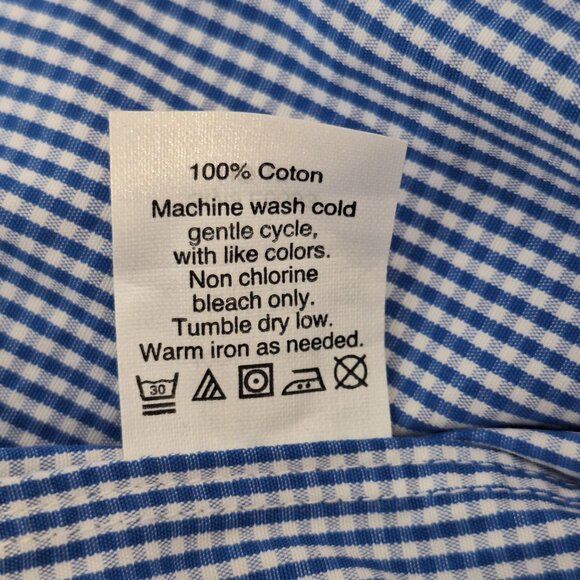 100% Coton
Machine wash cold
gentle cycle,
with like colors.
Non chlorine
bleach only.
Tumble dry low.
Warm iron as needed.
30